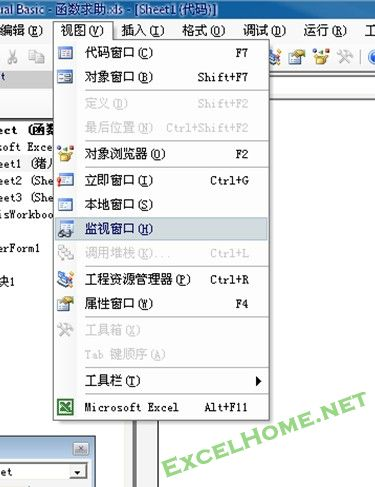 ual Basic - 函数求助.xls - [Sheet1 (代码)]
编辑(E) 视图(V) 插入(I) 格式(O) 调试(D) 运行(R) 工
代码窗口(C) F7
对象窗口(B) Shift+F7
定义(D) Shift+F2
最后位置(N) Ctrl+Shift+F2
对象浏览器(O) F2
立即窗口(I) Ctrl+G
本地窗口(S)
监视窗口(H)
调用堆栈(K)... Ctrl+L
工程资源管理器(P) Ctrl+R
属性窗口(W) F4
工具箱(X)
Tab 键顺序(A)
工具栏(T)
Microsoft Excel Alt+F11
ect (函数
osoft Exce
eet1 (猪人
eet2 (She
eet3 (She
isWorkboo
erForm1
块1
et
EXCELHOME.NET